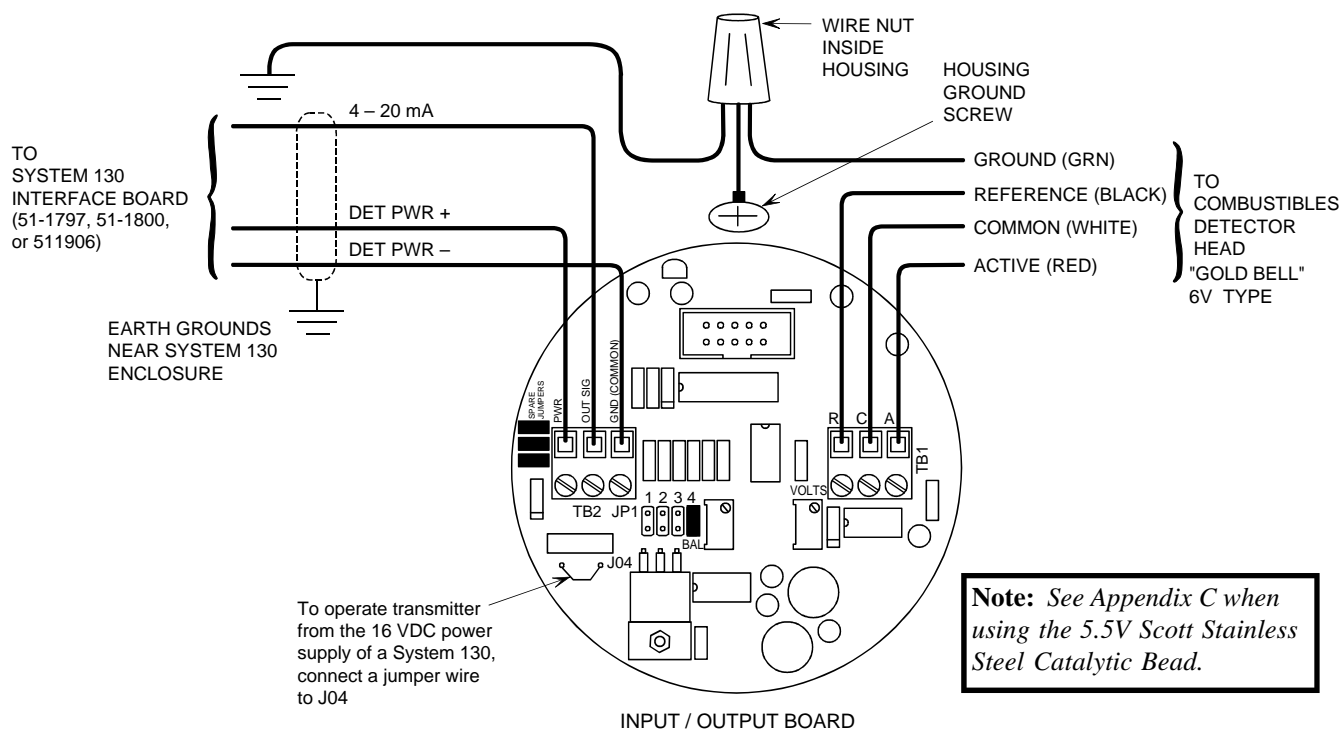 WIRE NUT
INSIDE
HOUSING
HOUSING
GROUND
SCREW
4 – 20 mA
TO
SYSTEM 130
INTERFACE BOARD
(51-1797, 51-1800,
or 511906)
DET PWR +
DET PWR –
EARTH GROUNDS
NEAR SYSTEM 130
ENCLOSURE
GROUND (GRN)
REFERENCE (BLACK)
COMMON (WHITE)
ACTIVE (RED)
TO
COMBUSTIBLES
DETECTOR
HEAD
"GOLD BELL"
6V TYPE
SPARE
JUMPERS
PWR
OUT SIG
GND (COMMON)
R C A
TB1
VOLTS
1 2 3 4
TB2 JP1
BAL
J04
To operate transmitter
from the 16 VDC power
supply of a System 130,
connect a jumper wire
to J04
Note: See Appendix C when
using the 5.5V Scott Stainless
Steel Catalytic Bead.
INPUT / OUTPUT BOARD